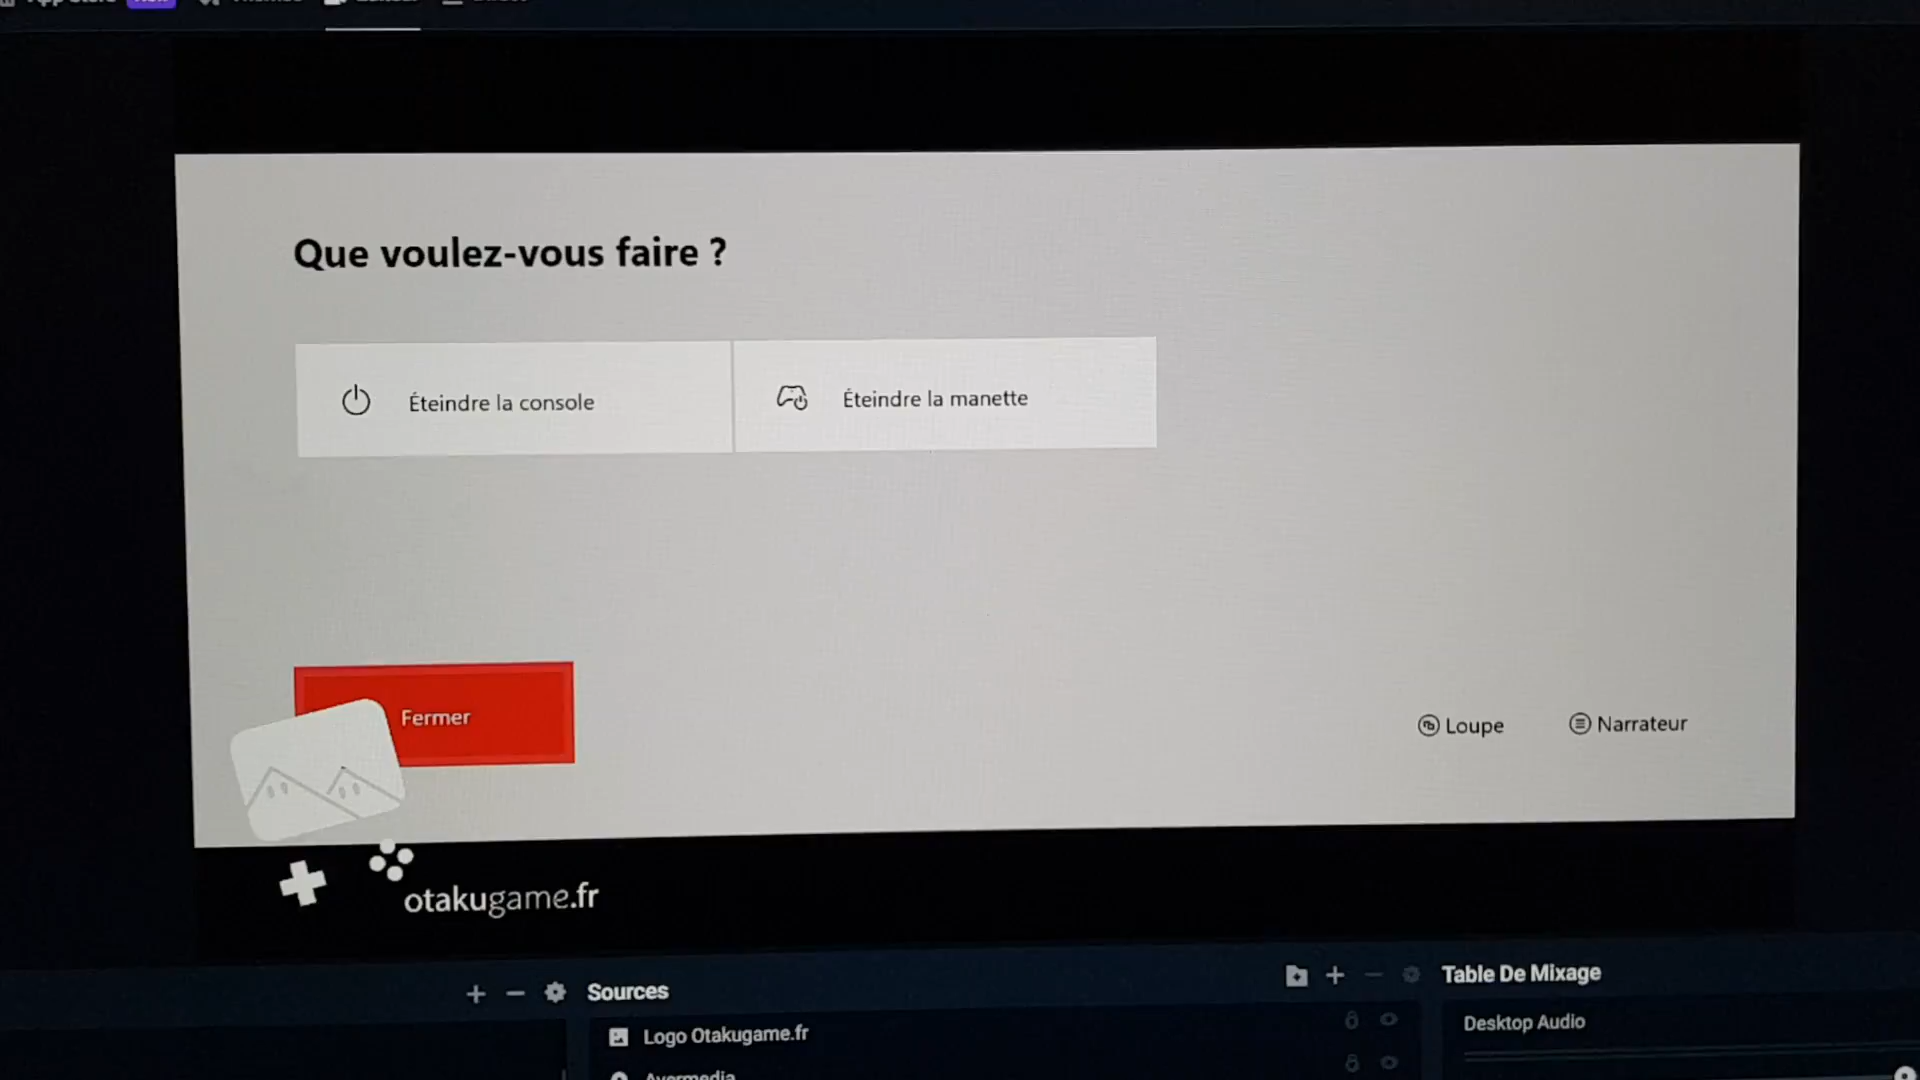 Que voulez-vous faire ?
Éteindre la console
Éteindre la manette
Fermer
Loupe
Narrateur
otakugame.fr
Sources
Table De Mixage
Logo Otakugame.fr
Desktop Audio
Avermedia